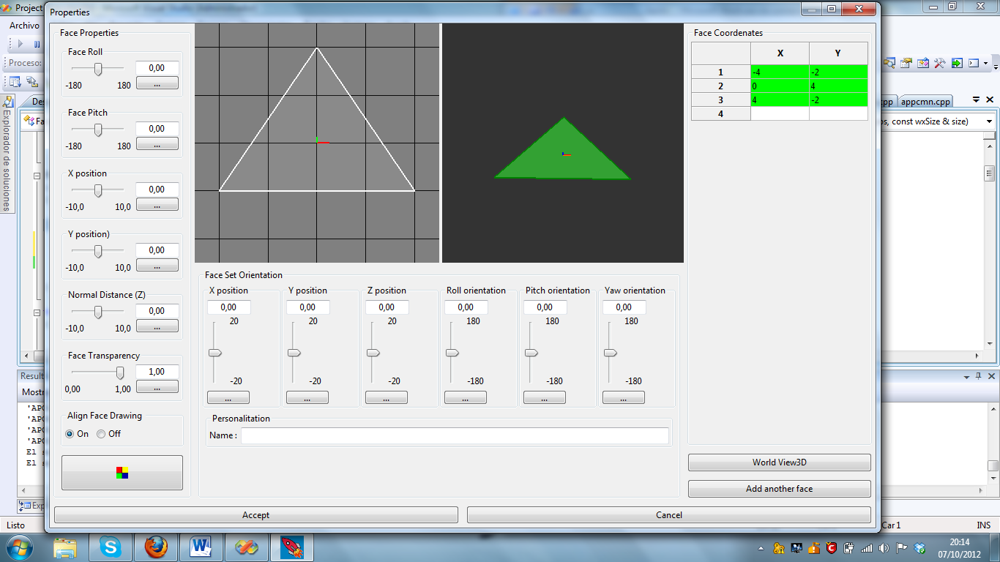 Project
Properties
Archivo
Proceso:
Des
Fa
Explorador de soluciones
Face Properties
Face Roll
0,00
...
-180 180
Face Pitch
0,00
...
-180 180
X position
0,00
...
-10,0 10,0
Y position)
0,00
...
-10,0 10,0
Normal Distance (Z)
0,00
...
-10,0 10,0
Face Transparency
1,00
...
0,00 1,00
Align Face Drawing
On Off
Face Set Orientation
X position Y position Z position Roll orientation Pitch orientation Yaw orientation
0,00 0,00 0,00 0,00 0,00 0,00
20 20 20 180 180 180
-20 -20 -20 -180 -180 -180
... ... ... ... ... ...
Personalitation
Name :
Face Coordenates
X Y
1 -4 -2
2 0 4
3 4 -2
4
World View3D
Add another face
Accept
Cancel
cpp appcmn.cpp
os, const wxSize & size)
Result
Mostr
'APC
'APC
'APC
'APC
El s
El s
Exp
Listo
Car 1
INS
20:14
07/10/2012